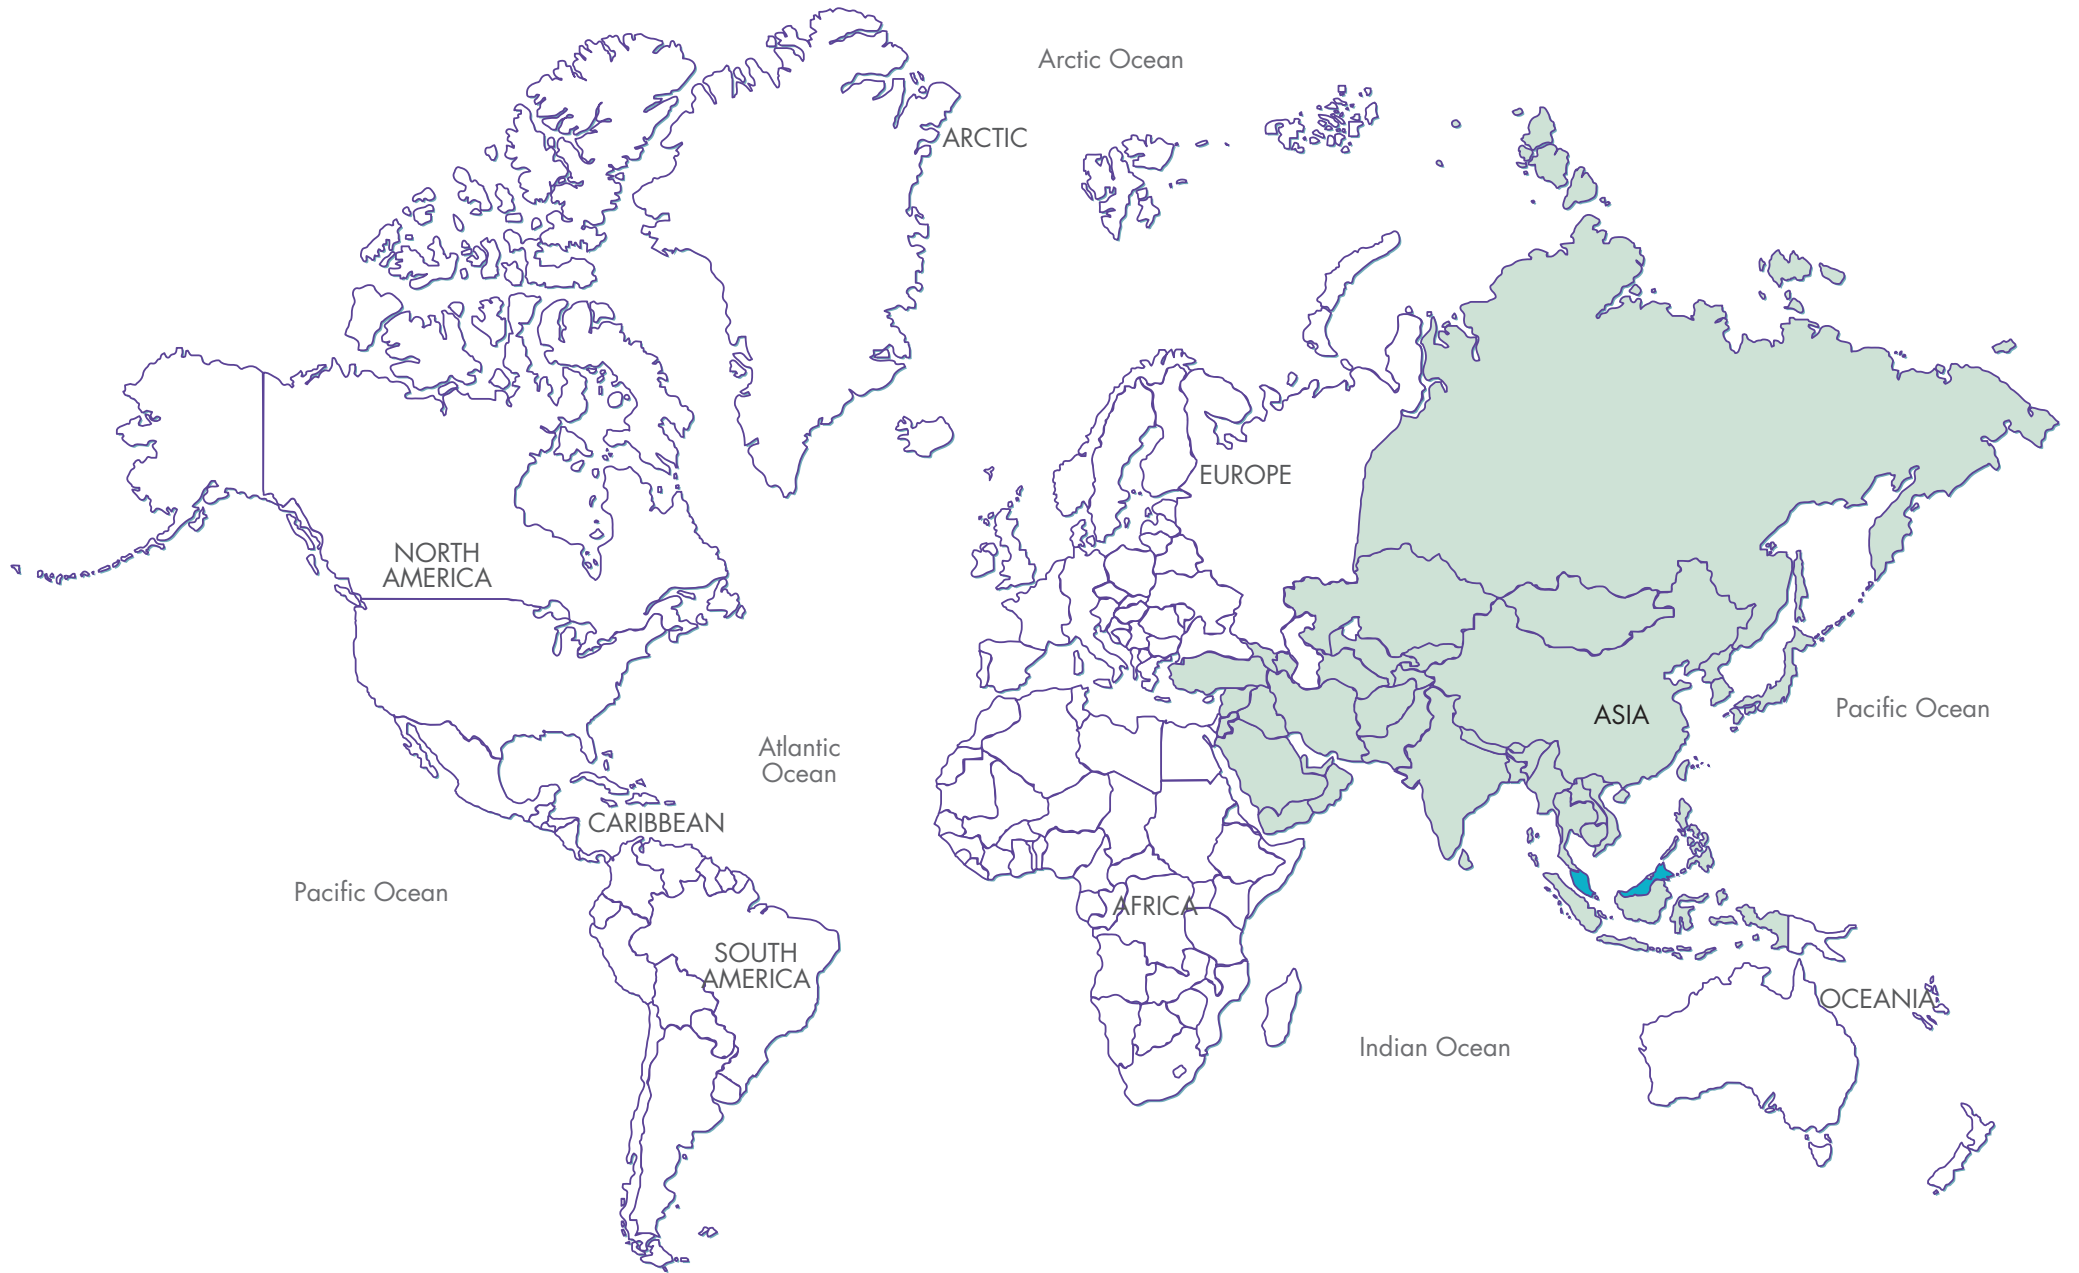 Arctic Ocean
ARCTIC
EUROPE
NORTH
AMERICA
ASIA
Pacific Ocean
Atlantic
Ocean
CARIBBEAN
Pacific Ocean
AFRICA
SOUTH
AMERICA
OCEANIA
Indian Ocean